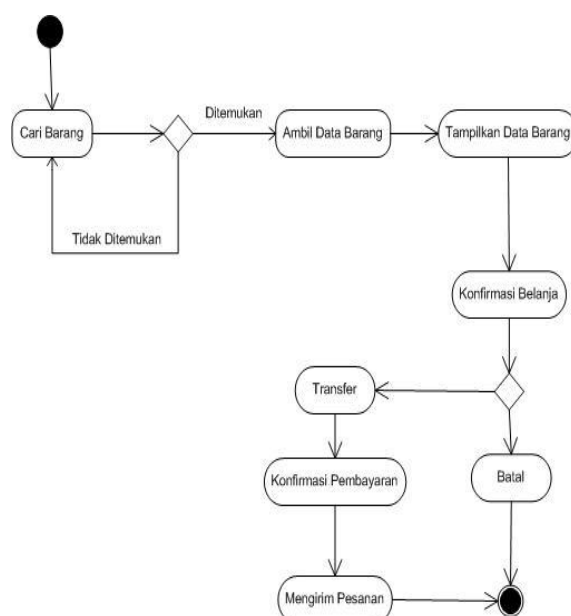 Ditemukan
Cari Barang
Ambil Data Barang
Tampilkan Data Barang
Tidak Ditemukan
Konfirmasi Belanja
Transfer
Konfirmasi Pembayaran
Batal
Mengirim Pesanan